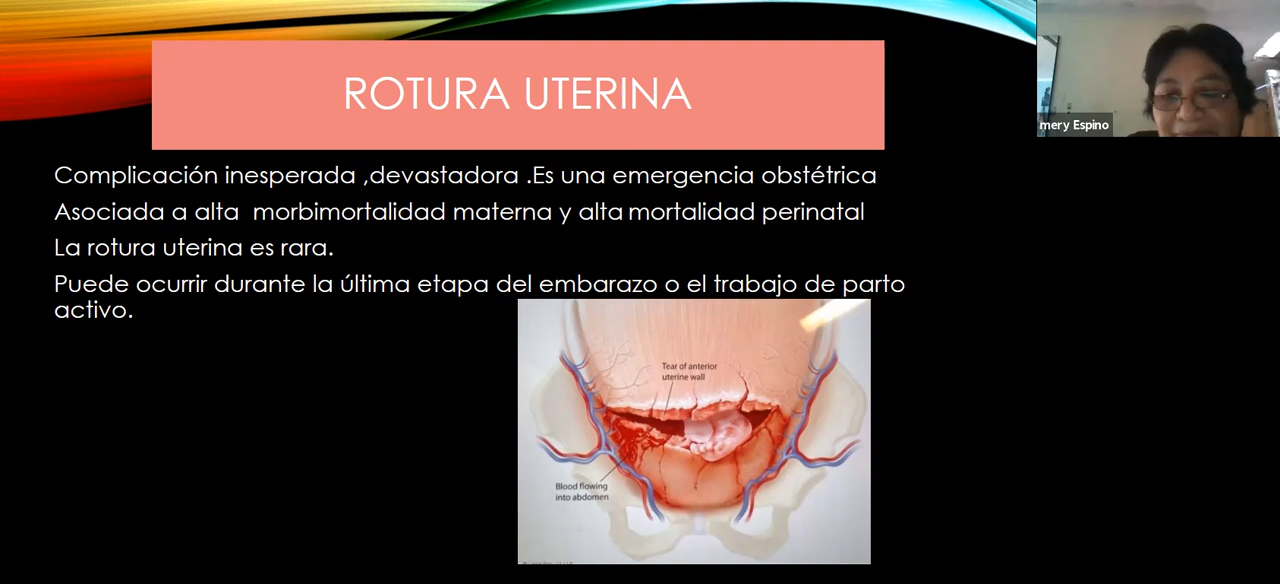 ROTURA UTERINA
mery Espino
Complicación inesperada ,devastadora .Es una emergencia obstétrica
Asociada a alta  morbimortalidad materna y alta mortalidad perinatal
La rotura uterina es rara.
Puede ocurrir durante la última etapa del embarazo o el trabajo de parto
activo.
Tear of anterior
uterine wall
Blood flowing
into abdomen